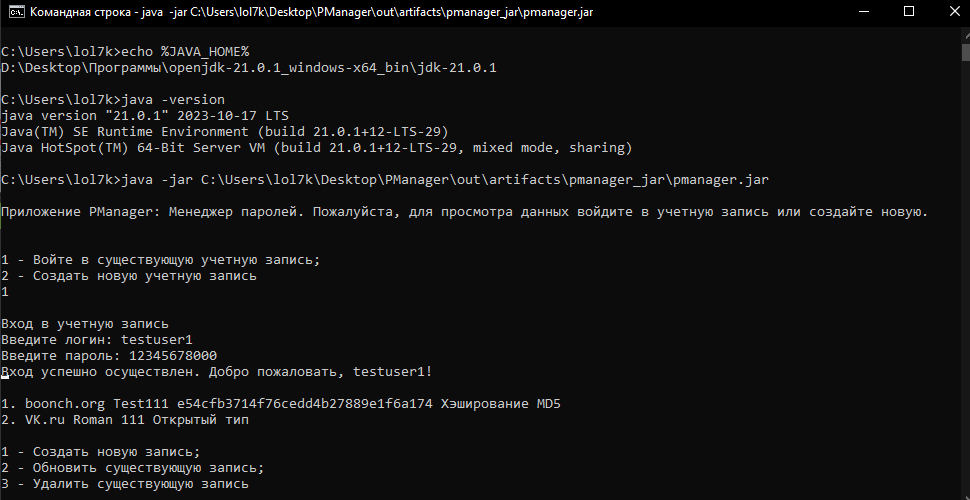 Командная строка - java -jar C:\Users\lol7k\Desktop\PManager\out\artifacts\pmanager_jar\pmanager.jar
C:\Users\lol7k>echo %JAVA_HOME%
D:\Desktop\Программы\openjdk-21.0.1_windows-x64_bin\jdk-21.0.1
C:\Users\lol7k>java -version
java version "21.0.1" 2023-10-17 LTS
Java(TM) SE Runtime Environment (build 21.0.1+12-LTS-29)
Java HotSpot(TM) 64-Bit Server VM (build 21.0.1+12-LTS-29, mixed mode, sharing)
C:\Users\lol7k>java -jar C:\Users\lol7k\Desktop\PManager\out\artifacts\pmanager_jar\pmanager.jar
Приложение PManager: Менеджер паролей. Пожалуйста, для просмотра данных войдите в учетную запись или создайте новую.
1 - Войте в существующую учетную запись;
2 - Создать новую учетную запись
1
Вход в учетную запись
Введите логин: testuser1
Введите пароль: 12345678000
Вход успешно осуществлен. Добро пожаловать, testuser1!
1. boonch.org Test111 e54cfb3714f76cedd4b27889e1f6a174 Хэширование MD5
2. VK.ru Roman 111 Открытый тип
1 - Создать новую запись;
2 - Обновить существующую запись;
3 - Удалить существующую запись